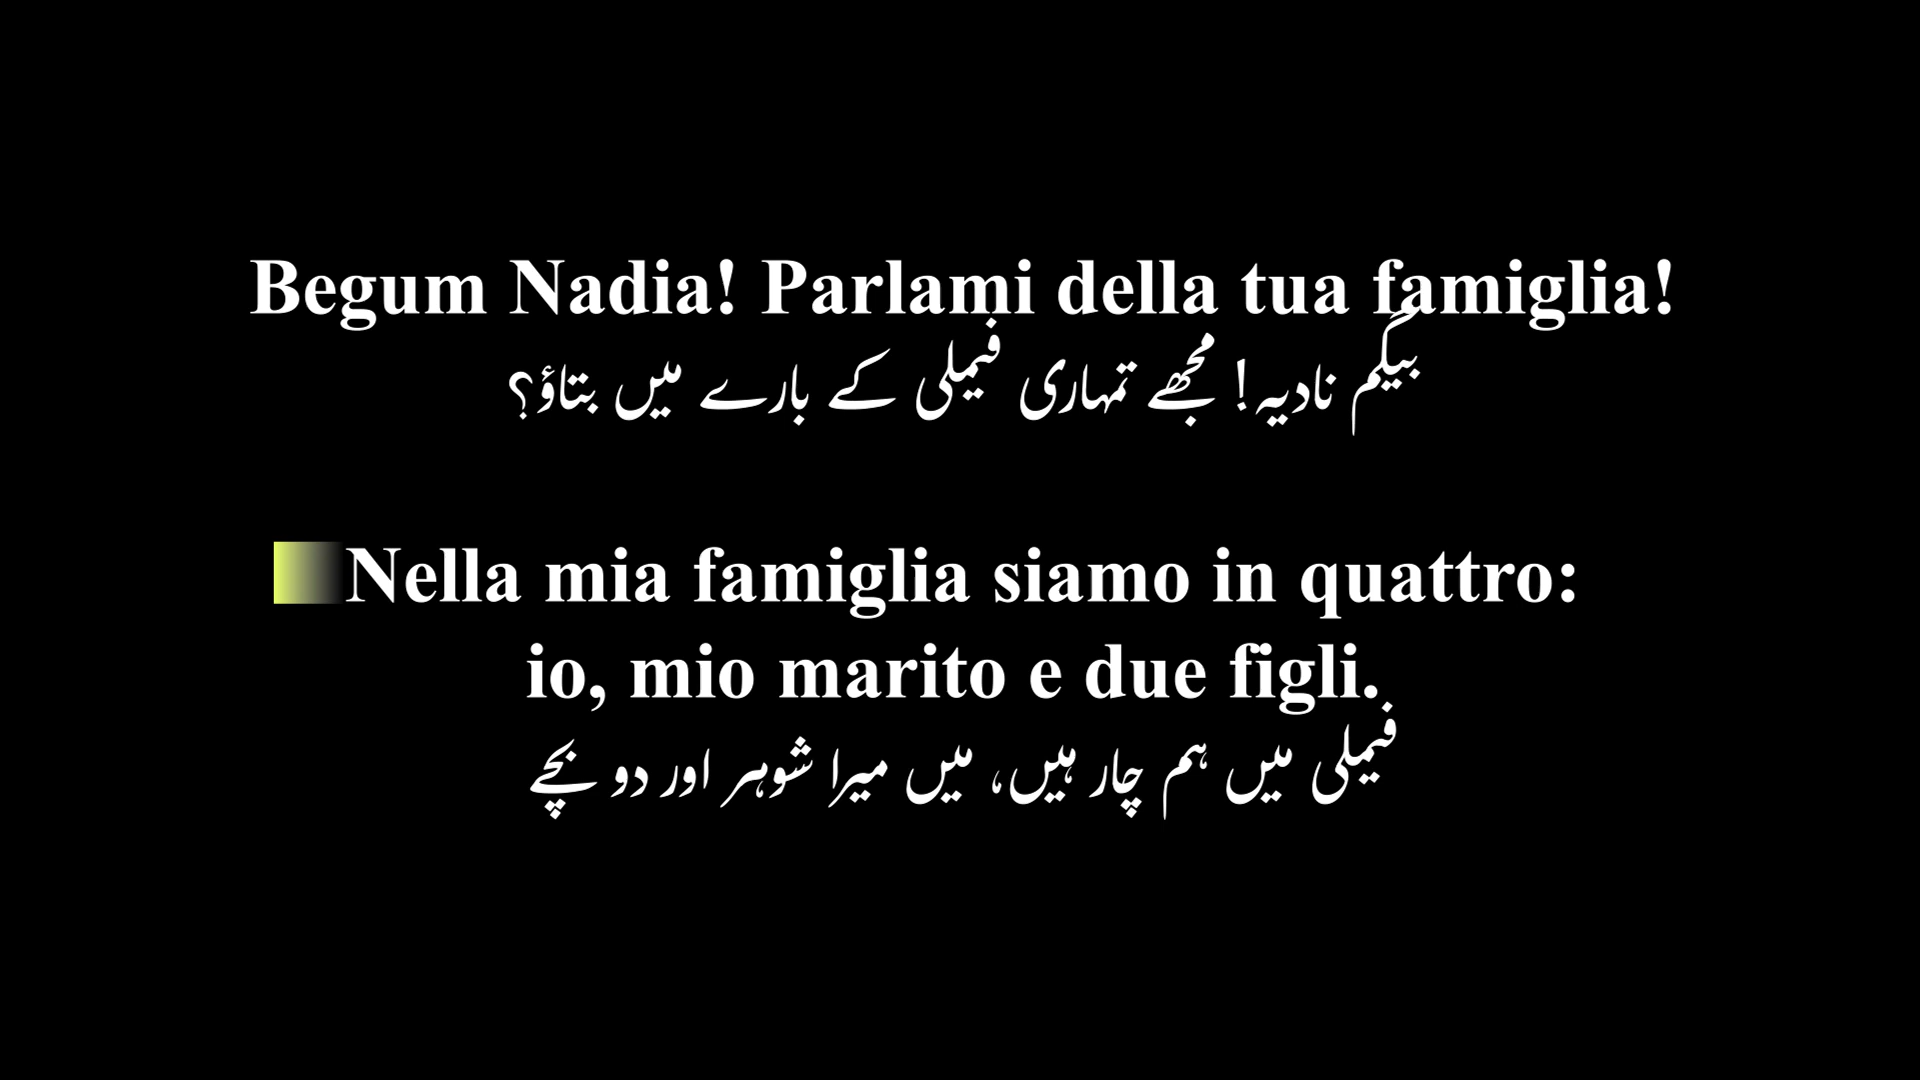 Begum Nadia! Parlami della tua famiglia!
بیگم نادیہ! مجھے تمہاری فیملی کے بارے میں بتاؤ؟
Nella mia famiglia siamo in quattro:
io, mio marito e due figli.
فیملی میں ہم چار ہیں، میں میرا شوہر اور دو بچے